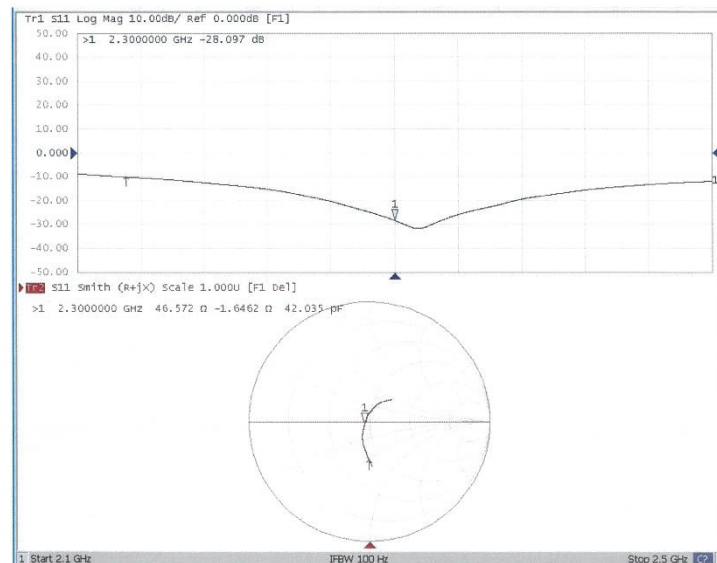 Tr1 S11 Log Mag 10.00dB/ Ref 0.000dB [F1]
50.00
>1 2.3000000 GHz -28.097 dB
40.00
30.00
20.00
10.00
0.000
-10.00
1
-20.00
1
-30.00
-40.00
-50.00
Tr2 S11 Smith (R+jX) Scale 1.000U [F1 Del]
>1 2.3000000 GHz 46.572 Ω -1.6462 Ω 42.035 pF
1
1 Start 2.1 GHz IFBW 100 Hz Stop 2.5 GHz C?